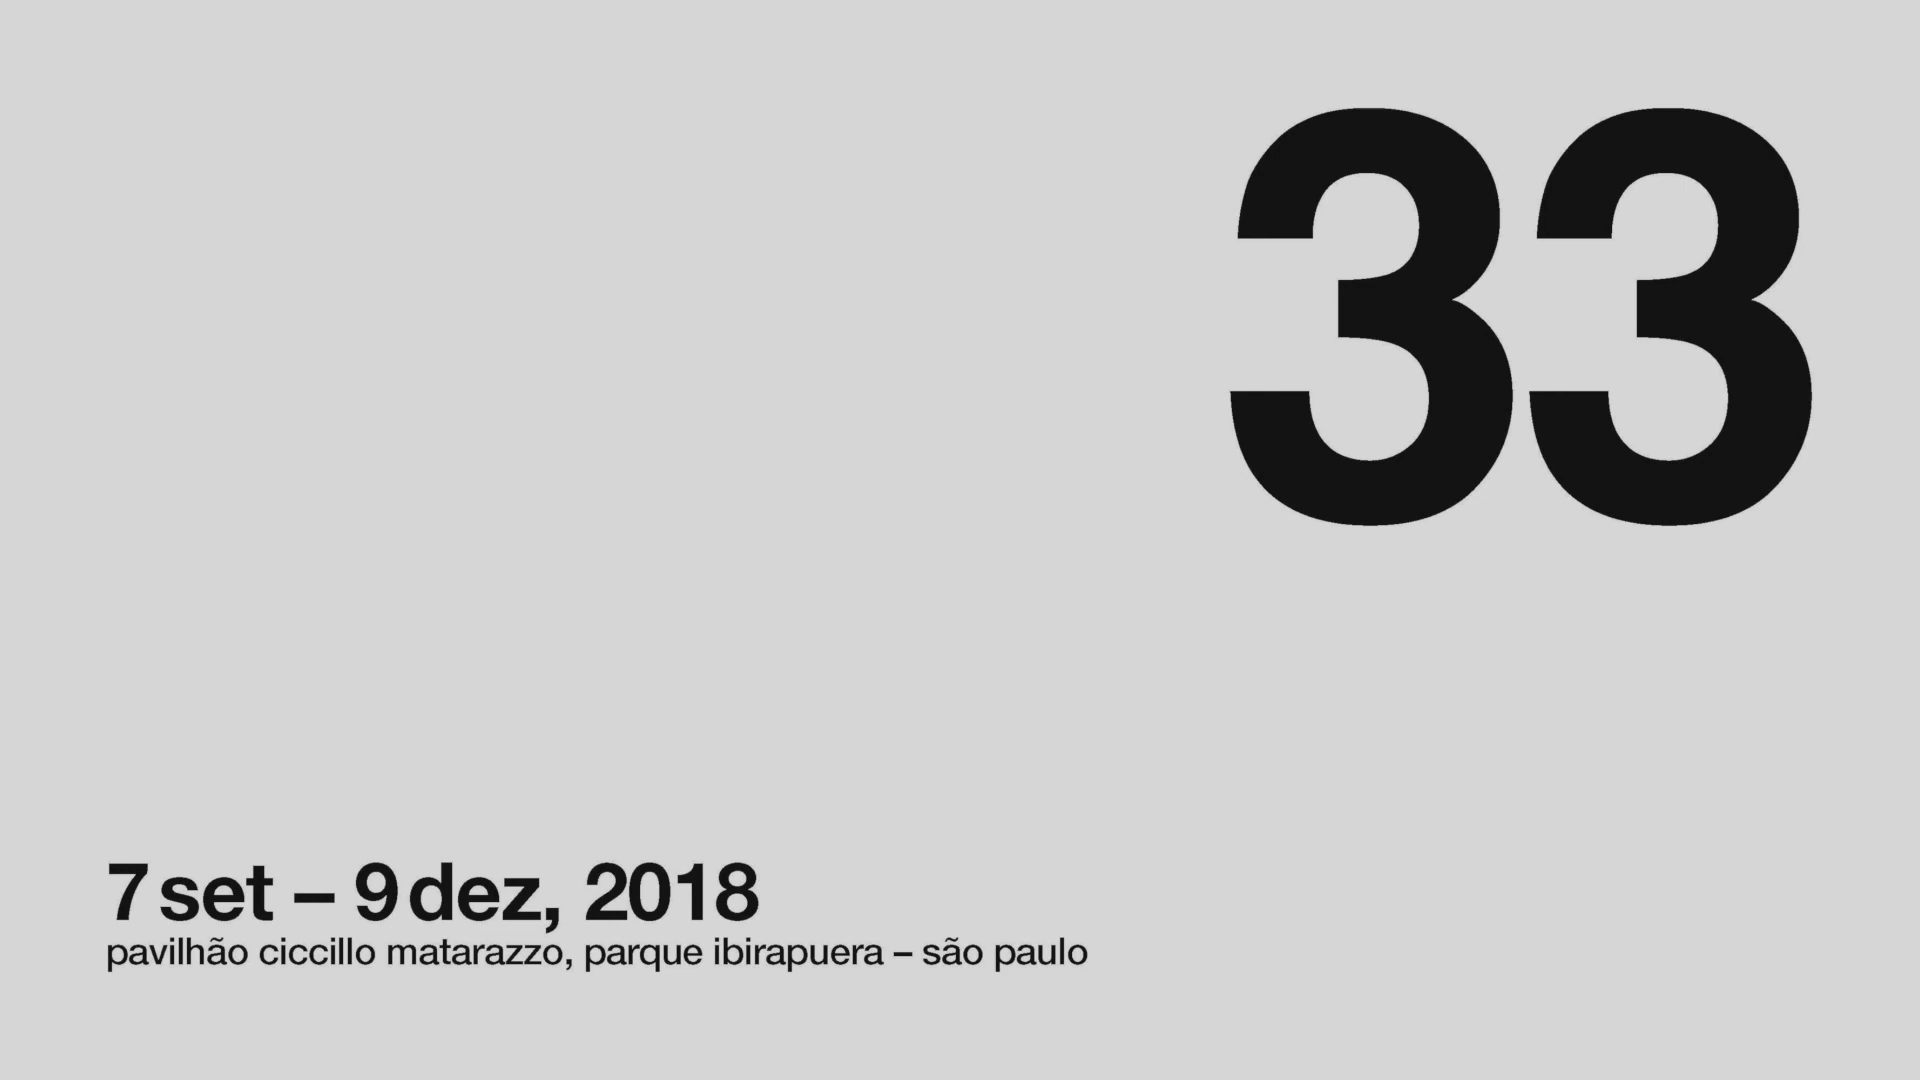 33
7 set – 9 dez, 2018
pavilhão ciccillo matarazzo, parque ibirapuera – são paulo